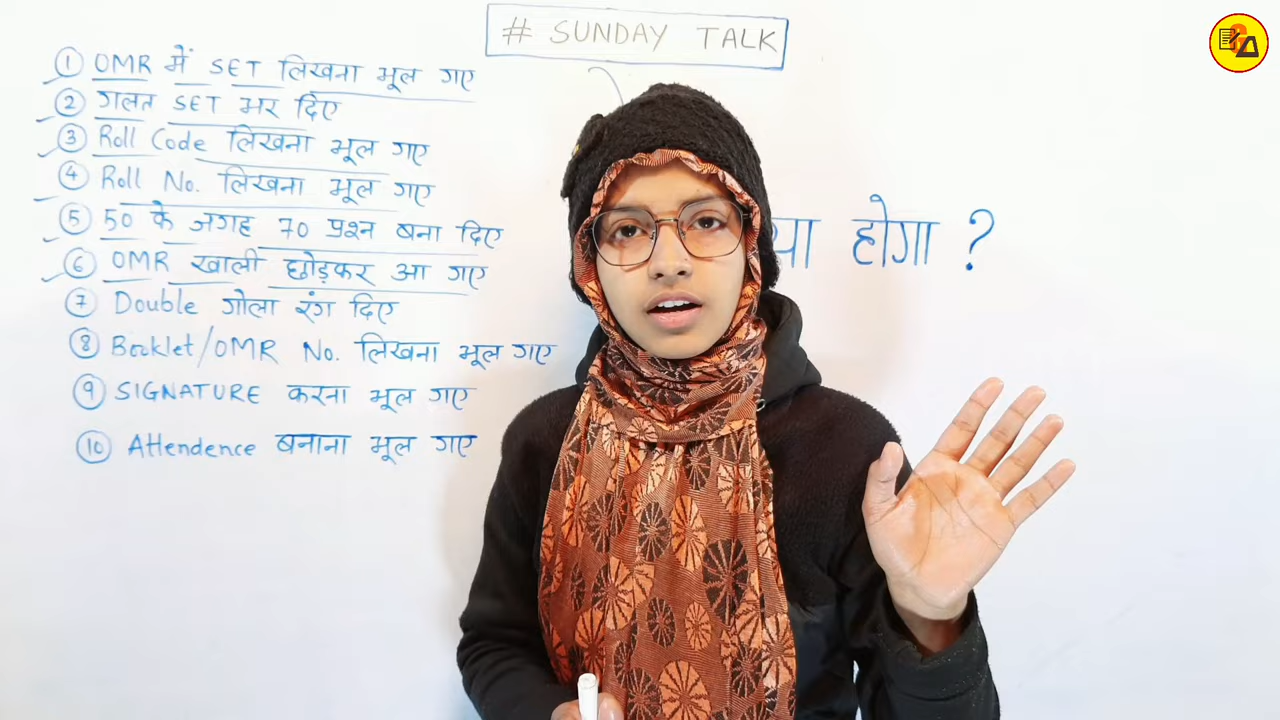 # SUNDAY TALK
① OMR में SET लिखना भूल गए
② गलत SET भर दिए
③ Roll Code लिखना भूल गए
④ Roll No. लिखना भूल गए
⑤ 50 के जगह 70 प्रश्न बना दिए
⑥ OMR खाली छोड़कर आ गए
⑦ Double गोला रंग दिए
⑧ Booklet/OMR No. लिखना भूल गए
⑨ SIGNATURE करना भूल गए
⑩ Attendence बनाना भूल गए
होगा ?